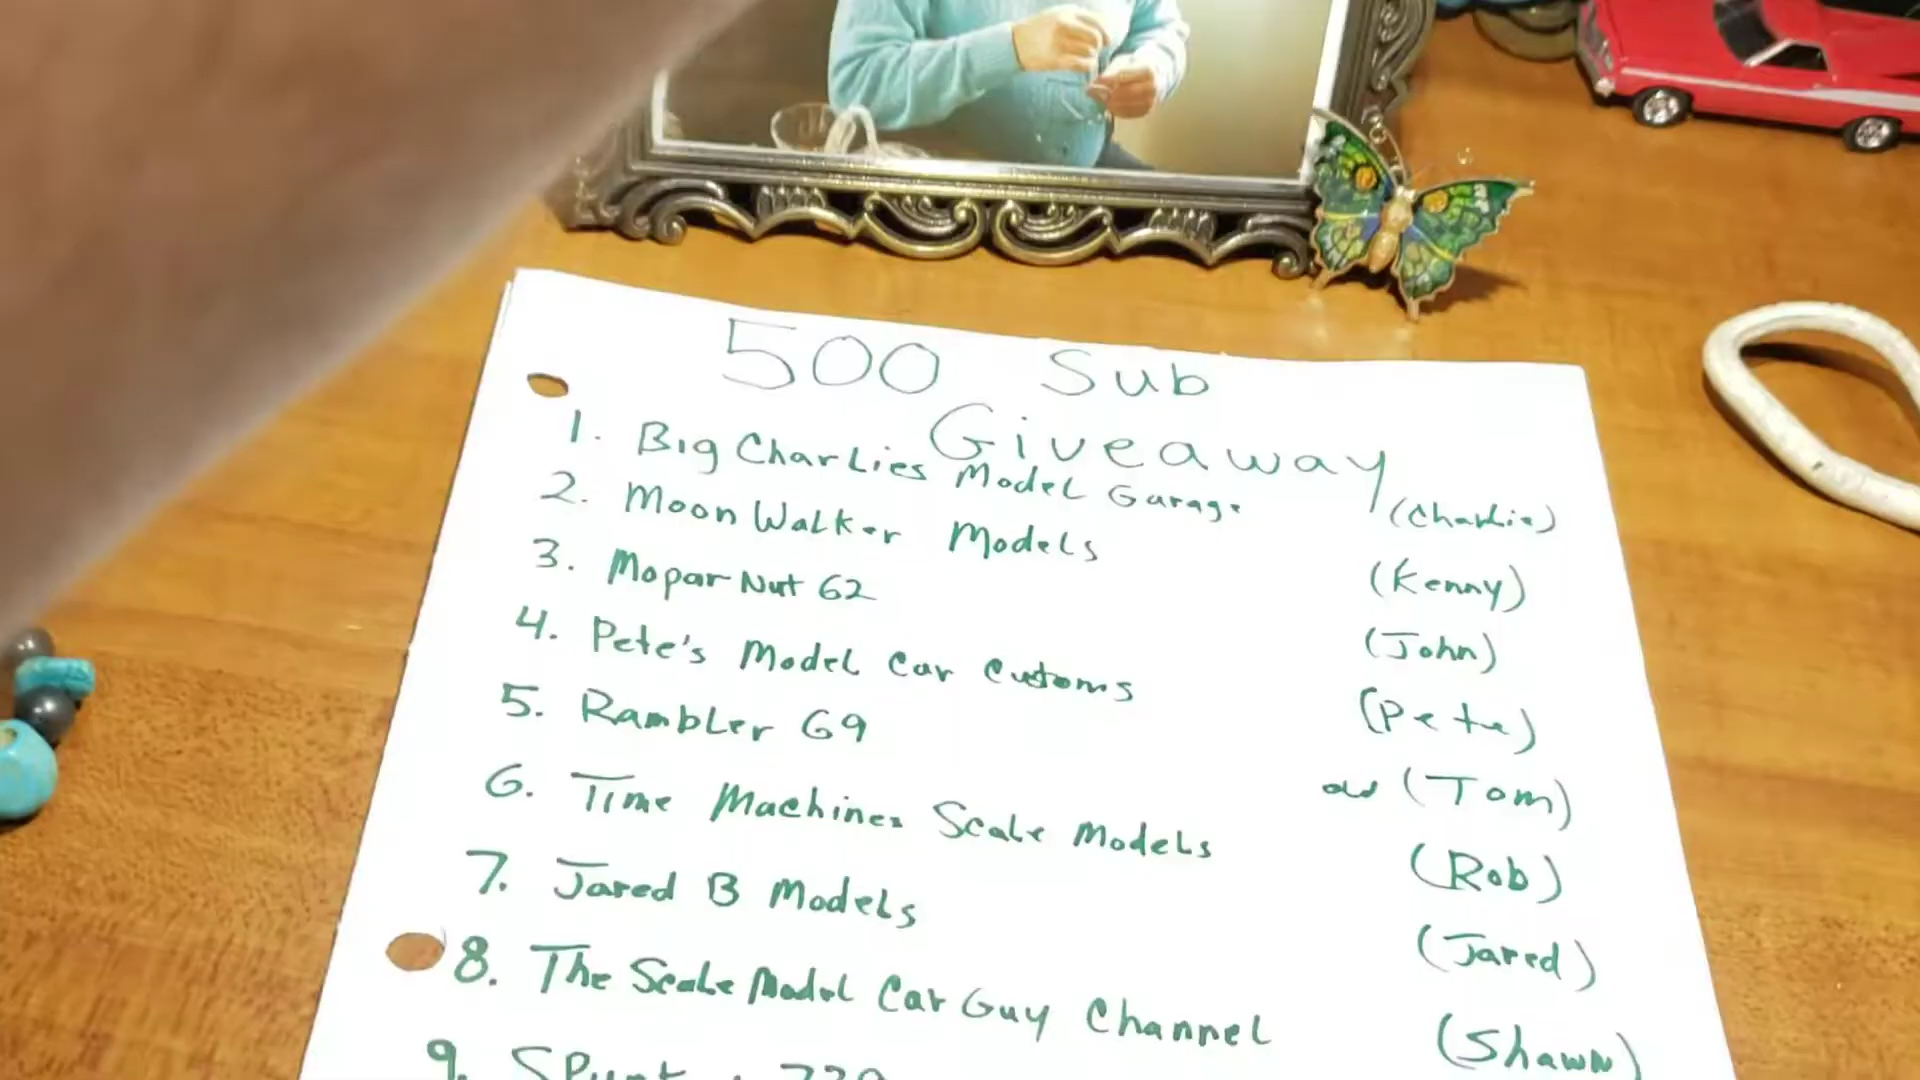 500 Sub
Giveaway
1. Big Charlies Model Garage (Charlie)
2. Moon Walker Models (Kenny)
3. Mopar Nut 62 (John)
4. Pete's Model Car Customs (Pete)
5. Rambler 69 (Tom)
6. Time Machines Scale Models (Rob)
7. Jared B Models (Jared)
8. The Scale Model Car Guy Channel (Shawn)
9.